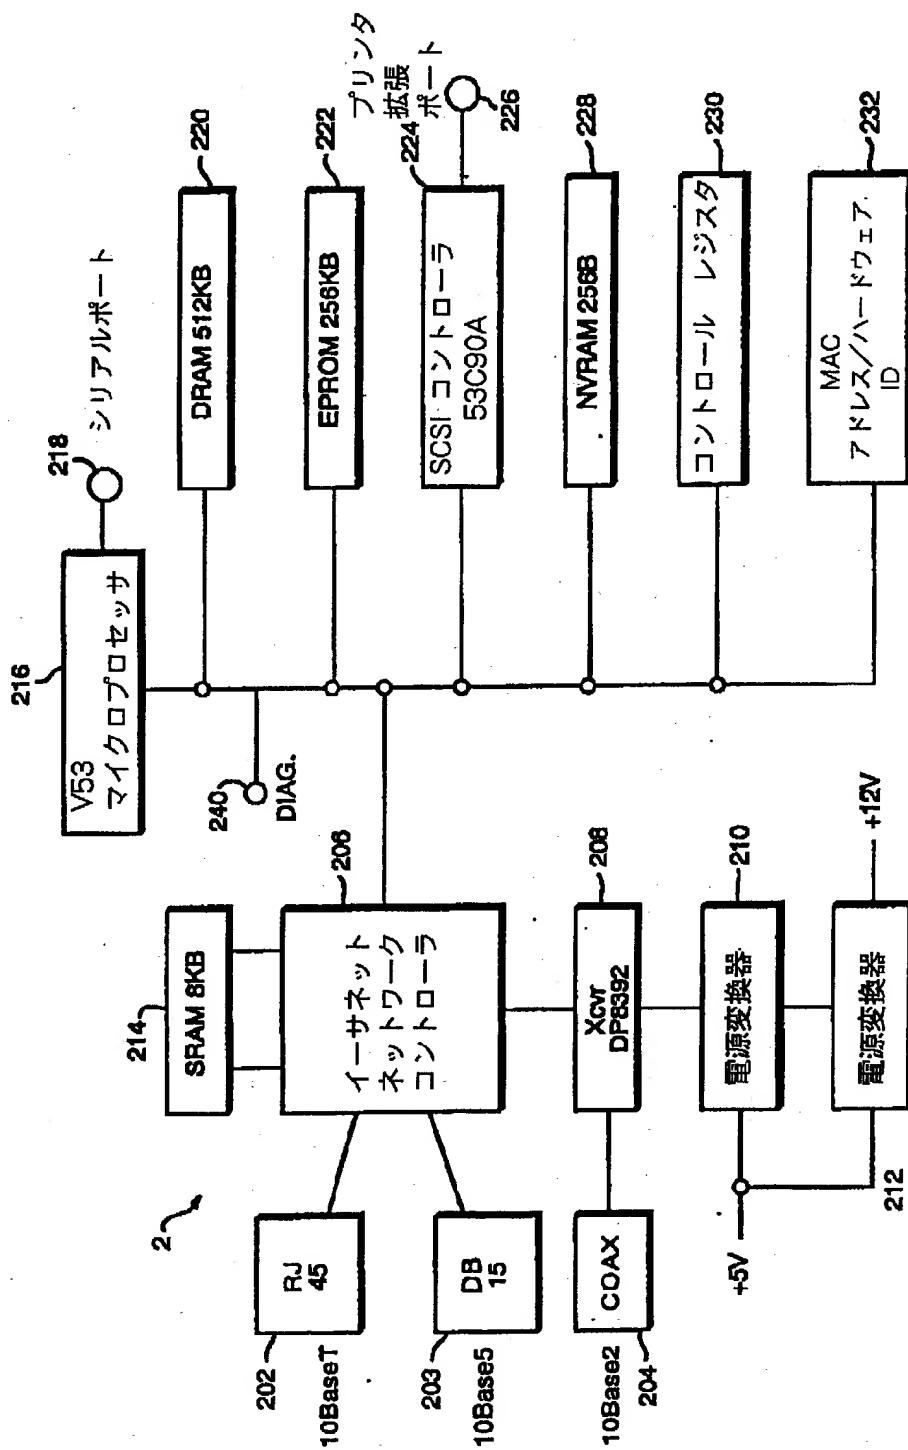 2
202
RJ
45
10BaseT
203
DB
15
10Base5
204
COAX
10Base2
214
SRAM 8KB
206
イーサネット
ネットワーク
コントローラ
208
Xcvr
DP8392
210
電源変換器
212
電源変換器
+5V
+12V
216
V53
マイクロプロセッサ
218
シリアルポート
240
DIAG.
220
DRAM 512KB
222
EPROM 256KB
224
SCSIコントローラ
53C90A
プリンタ
拡張
ポート
226
228
NVRAM 256B
230
コントロール レジスタ
232
MAC
アドレス/ハードウェア
ID